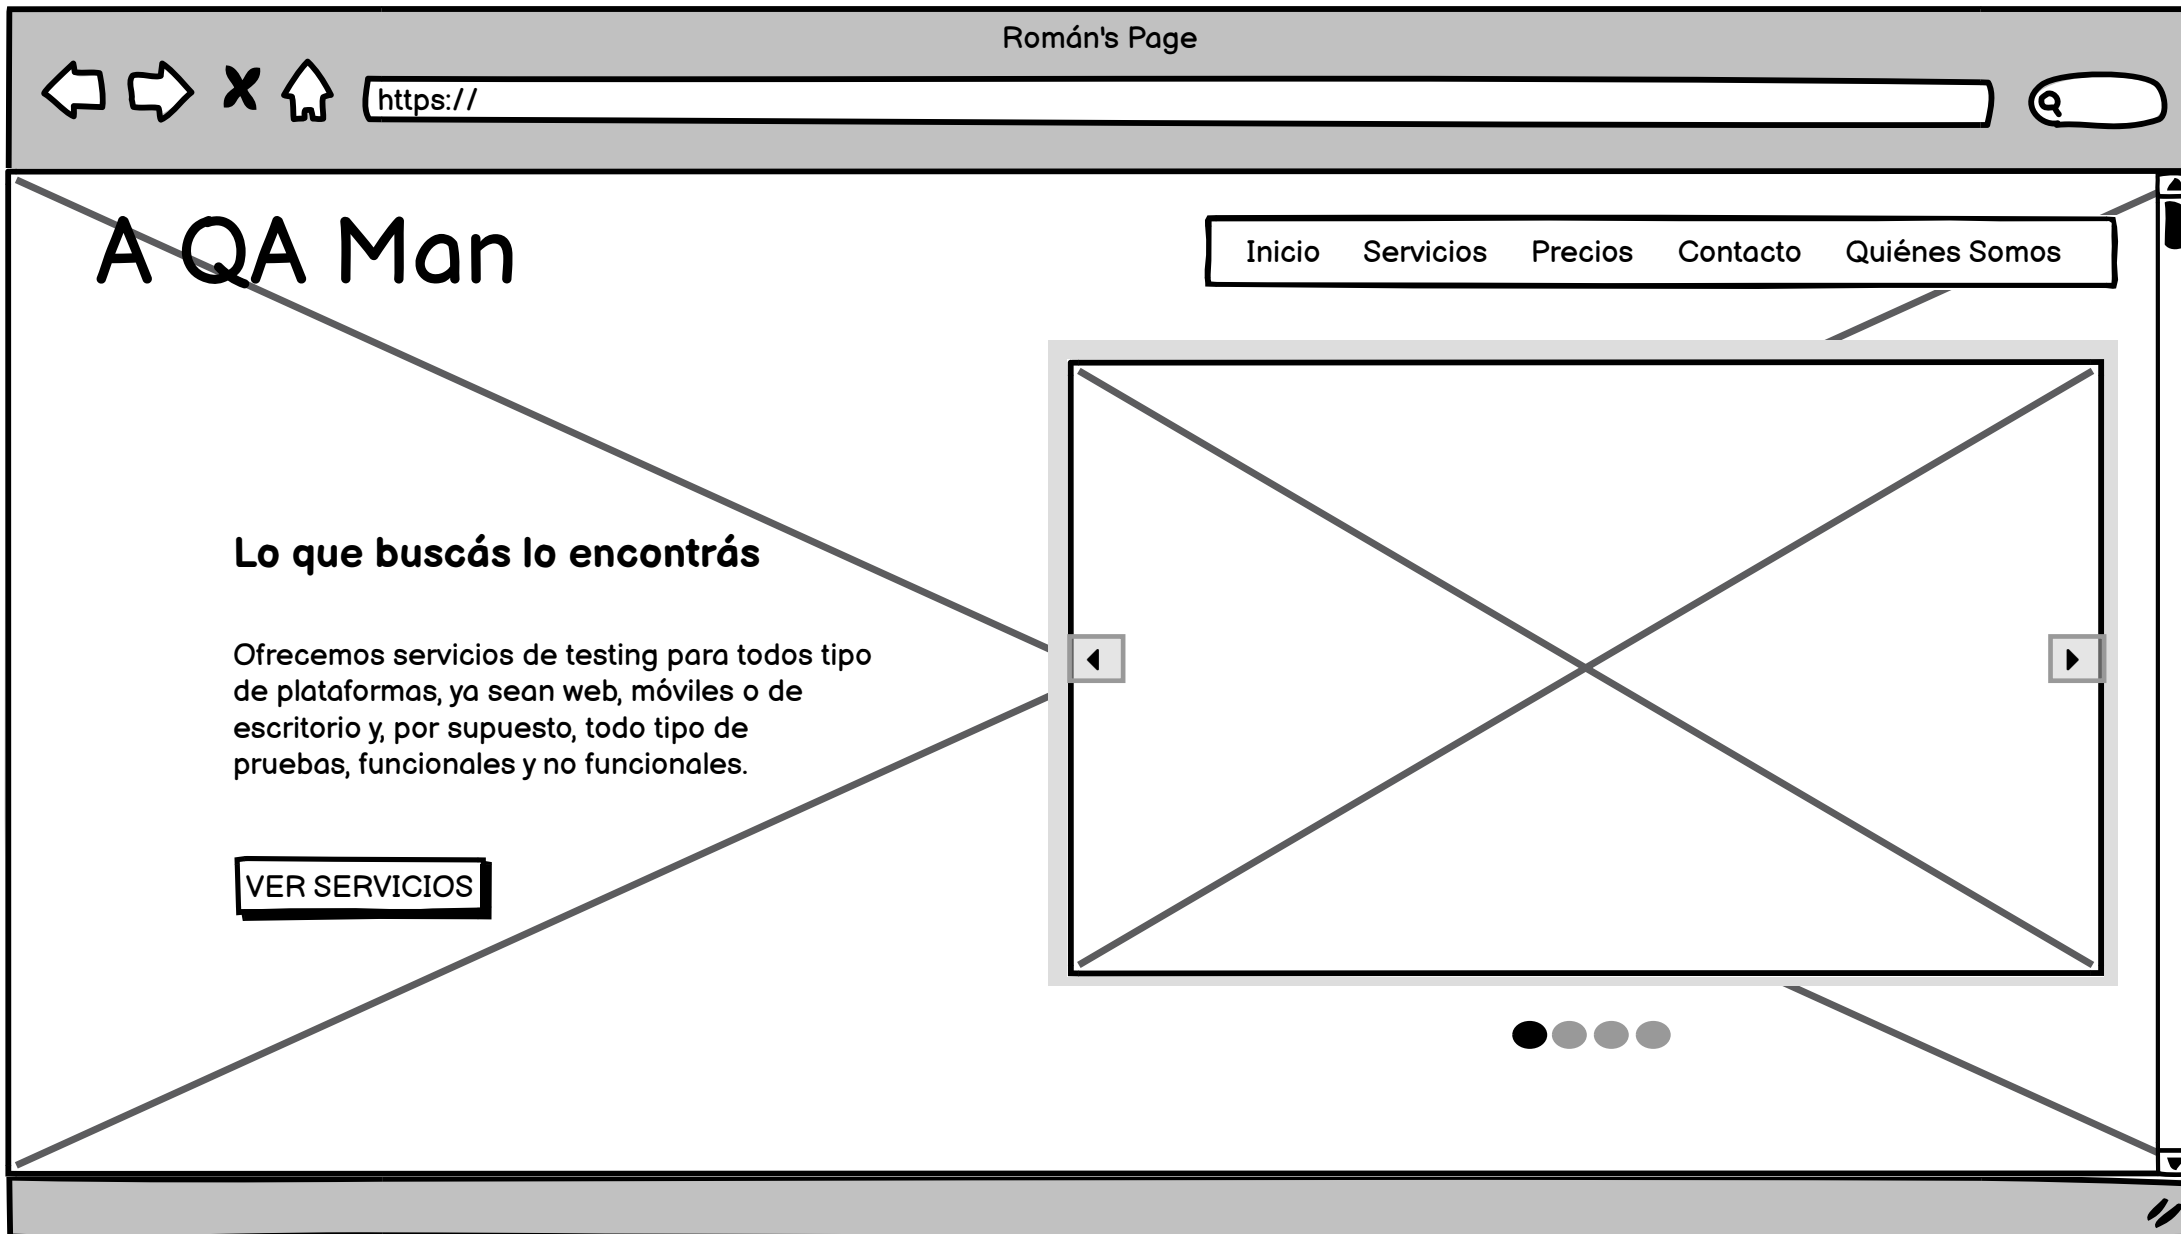 Román's Page
https://
A QA Man
Inicio Servicios Precios Contacto Quiénes Somos
Lo que buscás lo encontrás
Ofrecemos servicios de testing para todos tipo
de plataformas, ya sean web, móviles o de
escritorio y, por supuesto, todo tipo de
pruebas, funcionales y no funcionales.
VER SERVICIOS